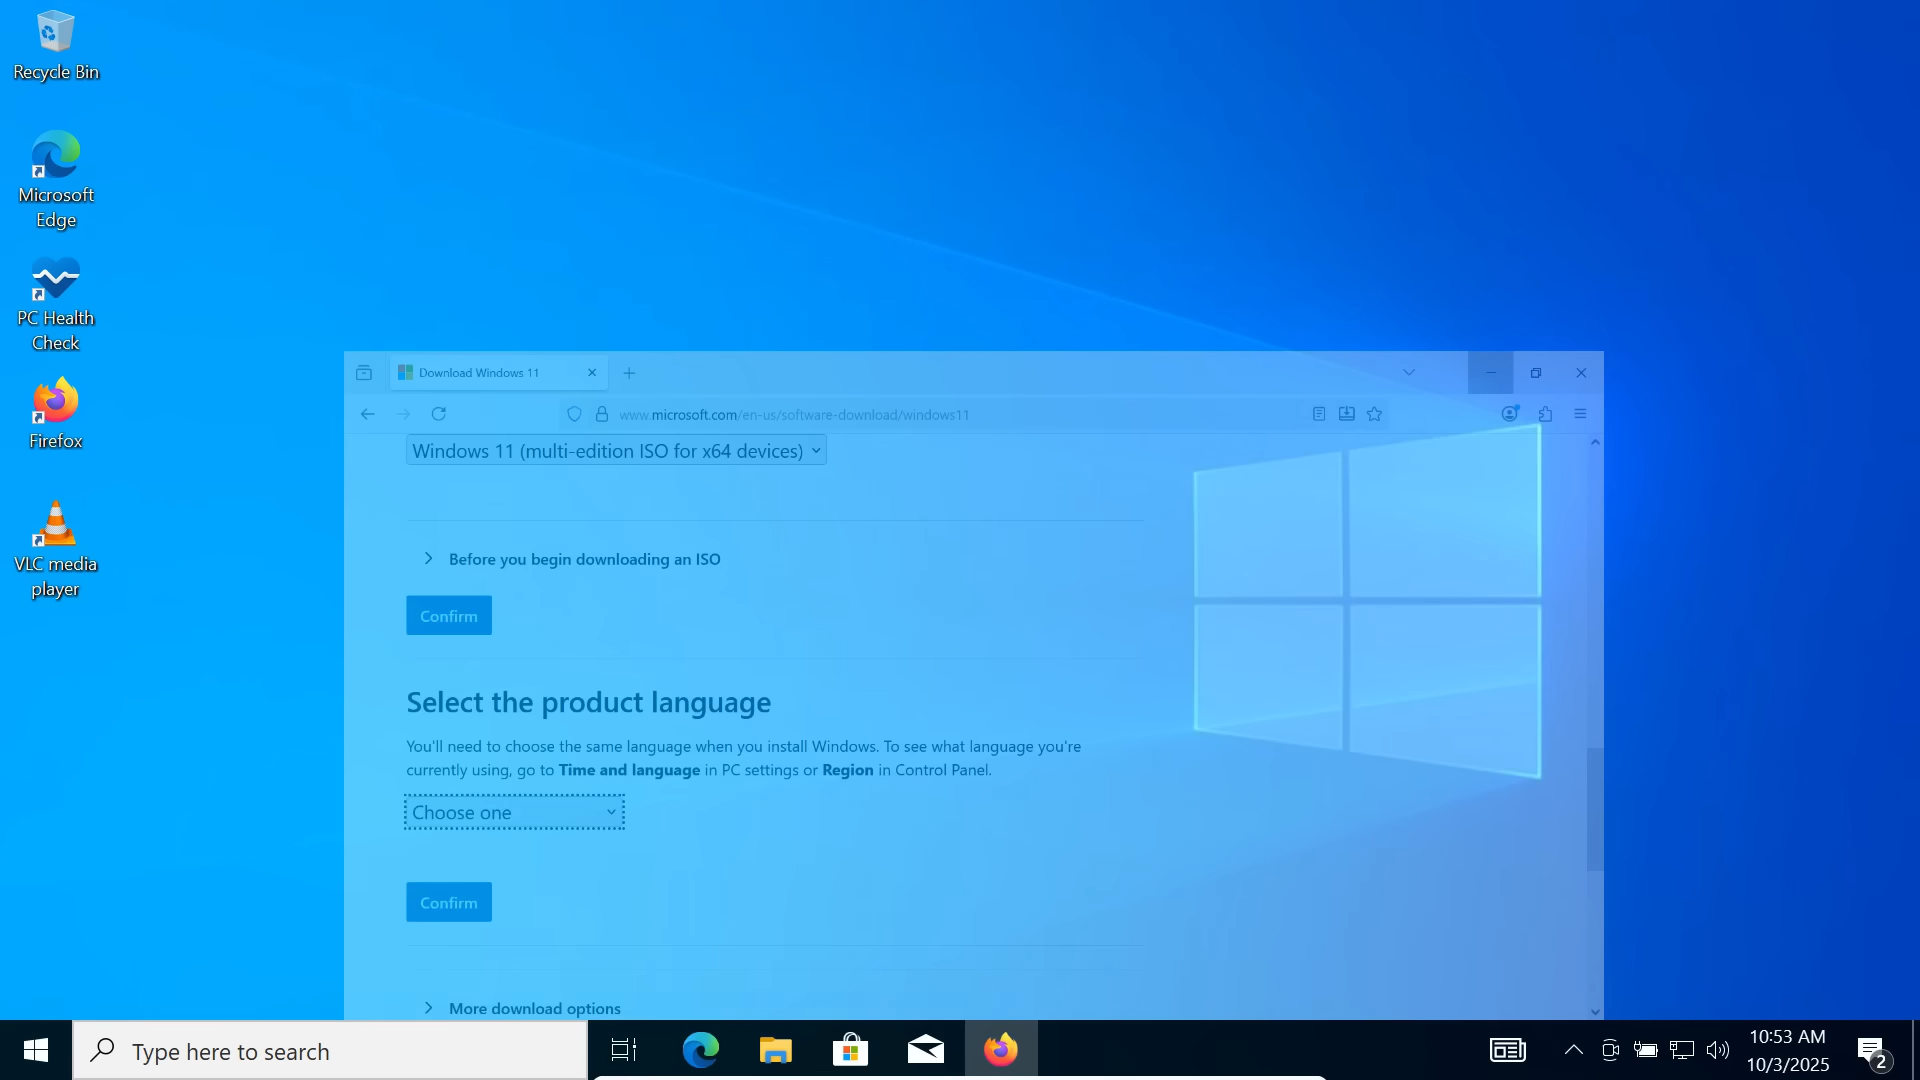 Recycle Bin
Microsoft
Edge
PC Health
Check
Firefox
VLC media
player
Download Windows 11
www.microsoft.com/en-us/software-download/windows11
Windows 11 (multi-edition ISO for x64 devices)
Before you begin downloading an ISO
Confirm
Select the product language
You'll need to choose the same language when you install Windows. To see what language you're
currently using, go to Time and language in PC settings or Region in Control Panel.
Choose one
Confirm
More download options
Type here to search
10:53 AM
10/3/2025
2